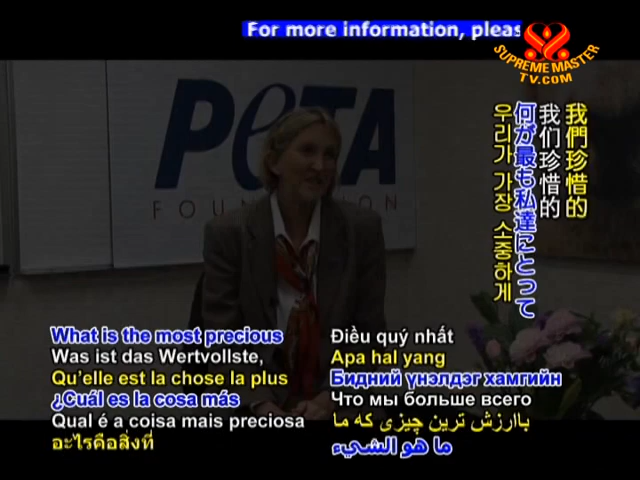 For more information, pleas
SUPREME MASTER
TV.COM
PeTA
FOUNDATION
我們珍惜的
我们珍惜的
何が最も私達にとって
우리가 가장 소중하게
What is the most precious
Was ist das Wertvollste,
Qu'elle est la chose la plus
¿Cuál es la cosa más
Qual é a coisa mais preciosa
อะไรคือสิ่งที่
Điều quý nhất
Apa hal yang
Бидний үнэлдэг хамгийн
Что мы больше всего
باارزش ترین چیزی که ما
ما هو الشيء